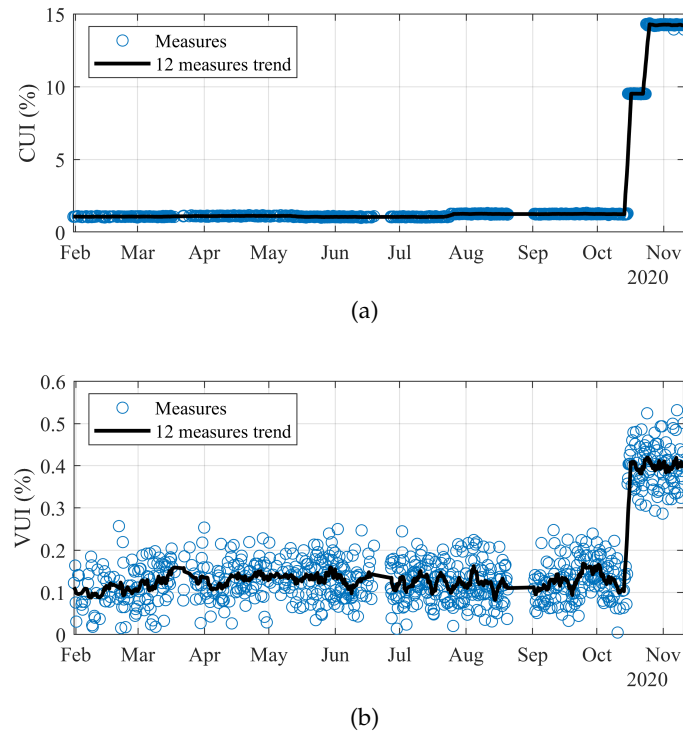 15
10
5
0
CUI (%)
Measures
12 measures trend
Feb Mar Apr May Jun Jul Aug Sep Oct Nov
2020
(a)
0.6
0.5
0.4
0.3
0.2
0.1
0
VUI (%)
Measures
12 measures trend
Feb Mar Apr May Jun Jul Aug Sep Oct Nov
2020
(b)